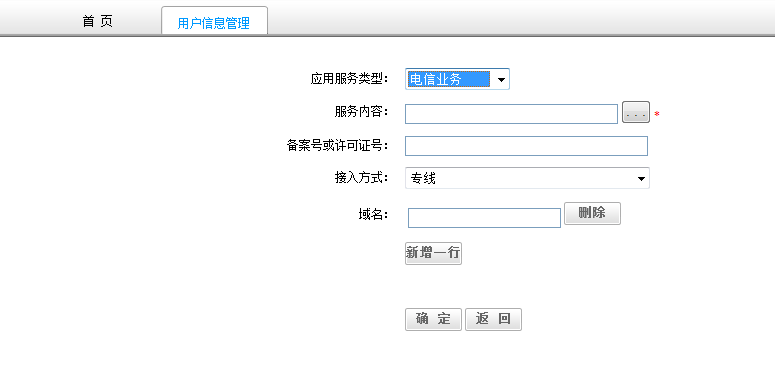 首 页 用户信息管理
应用服务类型： 电信业务
服务内容： ... *
备案号或许可证号：
接入方式： 专线
域名： 删除
新增一行
确 定 返 回